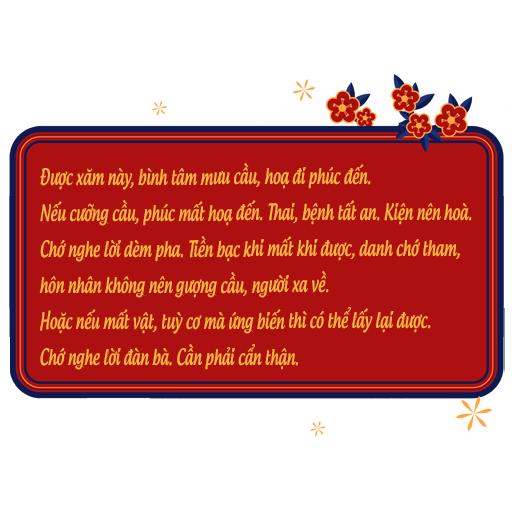 Được xăm này, bình tâm mưu cầu, hoạ đi phúc đến.
Nếu cưỡng cầu, phúc mất hoạ đến. Thai, bệnh tất an. Kiện nên hoà.
Chớ nghe lời dèm pha. Tiền bạc khi mất khi được, danh chớ tham,
hôn nhân không nên gượng cầu, người xa về.
Hoặc nếu mất vật, tuỳ cơ mà ứng biến thì có thể lấy lại được.
Chớ nghe lời đàn bà. Cần phải cẩn thận.